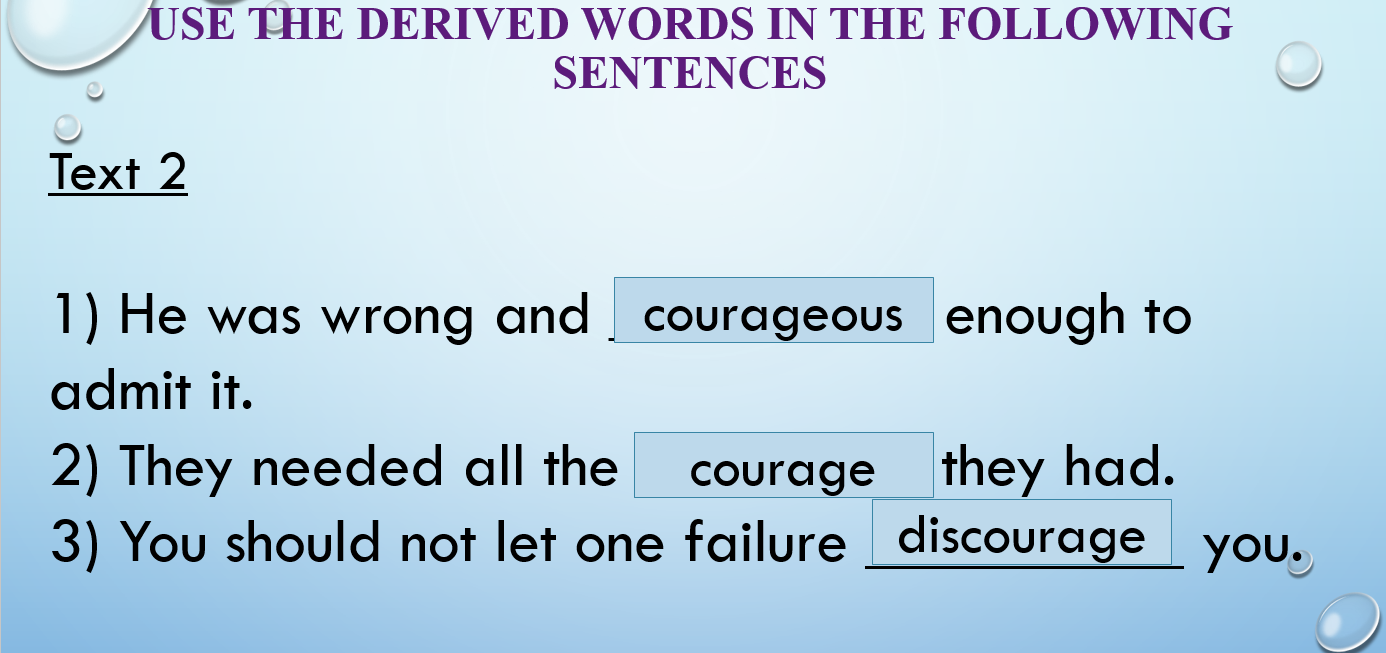 USE THE DERIVED WORDS IN THE FOLLOWING
SENTENCES
Text 2
1) He was wrong and _courageous enough to
admit it.
2) They needed all the courage they had.
3) You should not let one failure discourage you.